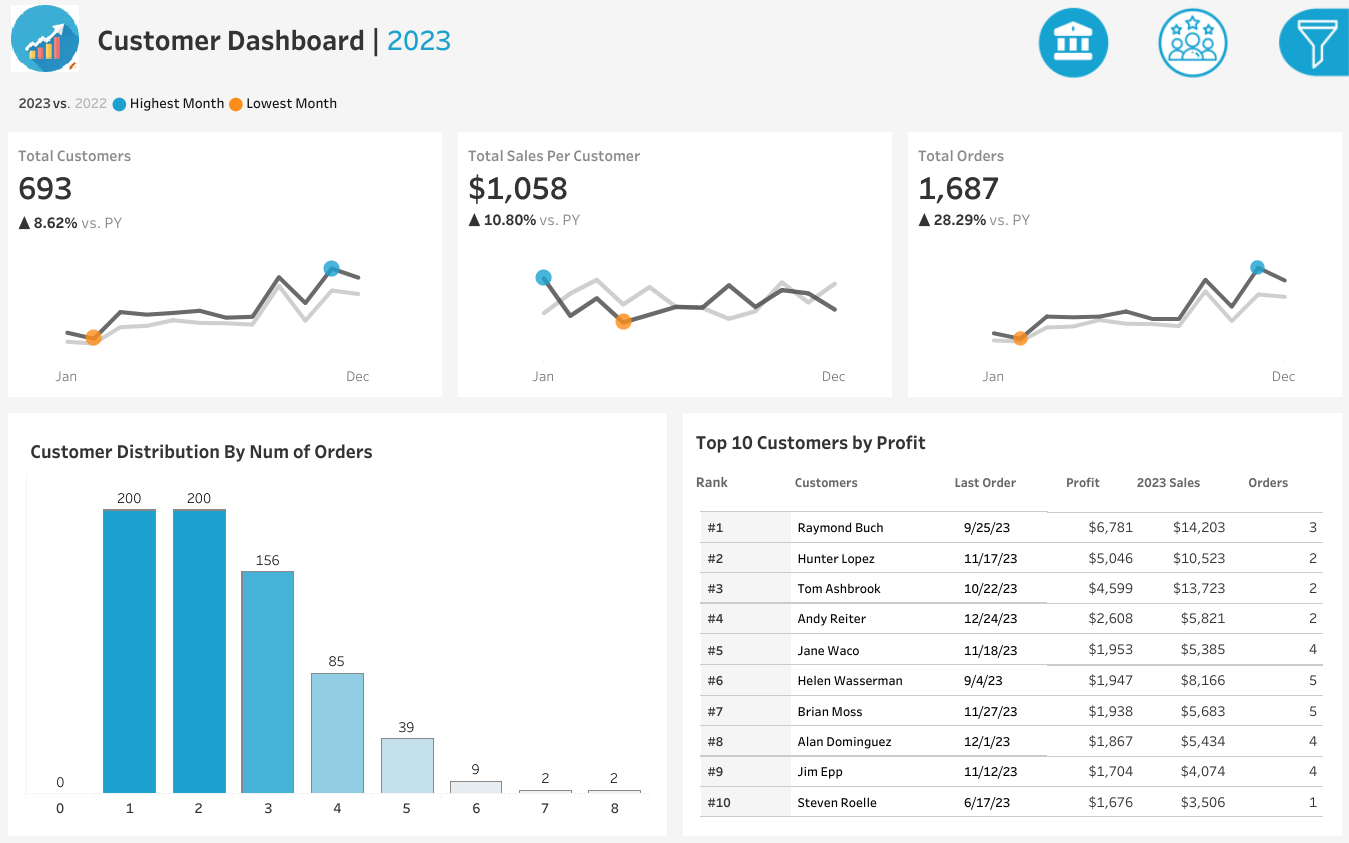 Customer Dashboard | 2023
2023 vs. 2022 Highest Month Lowest Month
Total Customers
693
▲ 8.62% vs. PY
Jan Dec
Total Sales Per Customer
$1,058
▲ 10.80% vs. PY
Jan Dec
Total Orders
1,687
▲ 28.29% vs. PY
Jan Dec
Customer Distribution By Num of Orders
0 200 200 156 85 39 9 2 2
0 1 2 3 4 5 6 7 8
Top 10 Customers by Profit
Rank Customers Last Order Profit 2023 Sales Orders
#1 Raymond Buch 9/25/23 $6,781 $14,203 3
#2 Hunter Lopez 11/17/23 $5,046 $10,523 2
#3 Tom Ashbrook 10/22/23 $4,599 $13,723 2
#4 Andy Reiter 12/24/23 $2,608 $5,821 2
#5 Jane Waco 11/18/23 $1,953 $5,385 4
#6 Helen Wasserman 9/4/23 $1,947 $8,166 5
#7 Brian Moss 11/27/23 $1,938 $5,683 5
#8 Alan Dominguez 12/1/23 $1,867 $5,434 4
#9 Jim Epp 11/12/23 $1,704 $4,074 4
#10 Steven Roelle 6/17/23 $1,676 $3,506 1